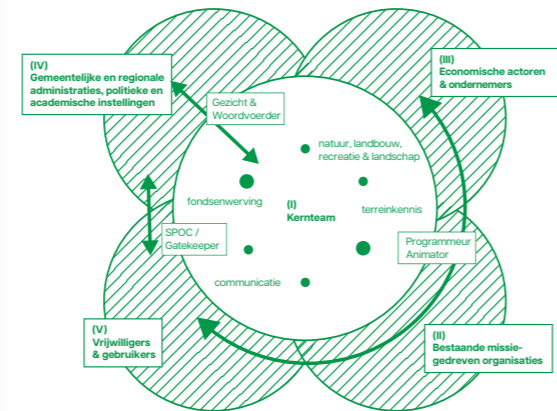 (IV)
Gemeentelijke en regionale
administraties, politieke en
academische instellingen
(III)
Economische actoren
& ondernemers
Gezicht &
Woordvoerder
natuur, landbouw,
recreatie & landschap
fondsenwerving
(I)
Kernteam
terreinkennis
SPOC /
Gatekeeper
Programmeur
Animator
communicatie
(V)
Vrijwilligers
& gebruikers
(II)
Bestaande missie-
gedreven organisaties